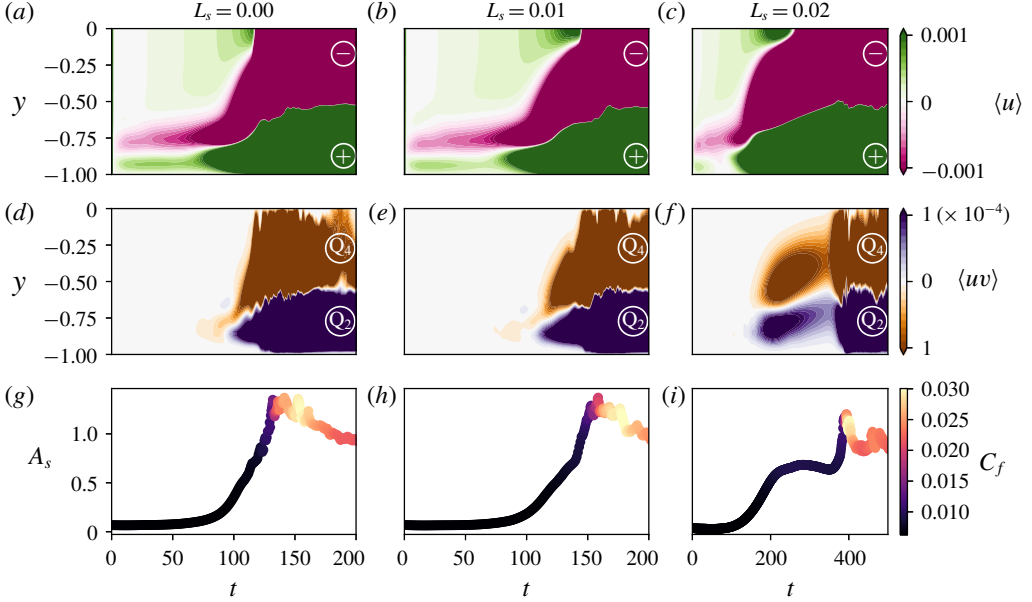 (a) L_s = 0.00 (b) L_s = 0.01 (c) L_s = 0.02
0
−0.25
y −0.50
−0.75
−1.00
− + − + − +
0.001
0 ⟨u⟩
−0.001
(d) (e) (f)
0
−0.25
y −0.50
−0.75
−1.00
Q4 Q2 Q4 Q2 Q4 Q2
1 (× 10⁻⁴)
0 ⟨uv⟩
1
(g) (h) (i)
1.0
A_s
0.5
0
0.030
0.025
0.020 C_f
0.015
0.010
0 50 100 150 200 0 50 100 150 200 0 200 400
t t t